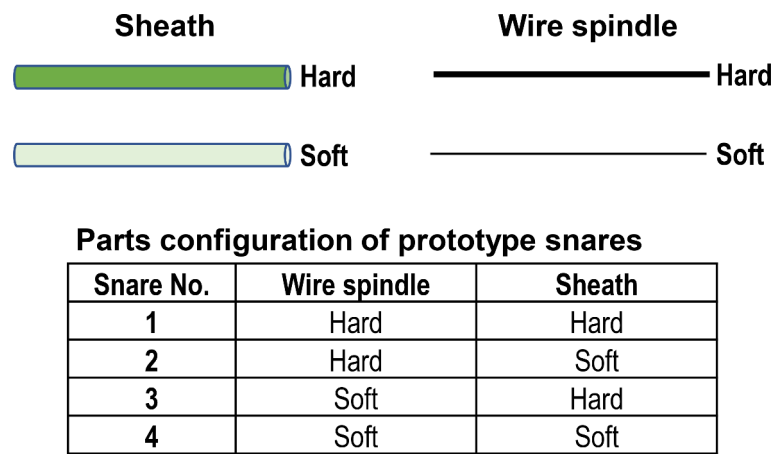 Sheath Wire spindle
Hard Hard
Soft Soft
Parts configuration of prototype snares
Snare No. Wire spindle Sheath
1 Hard Hard
2 Hard Soft
3 Soft Hard
4 Soft Soft